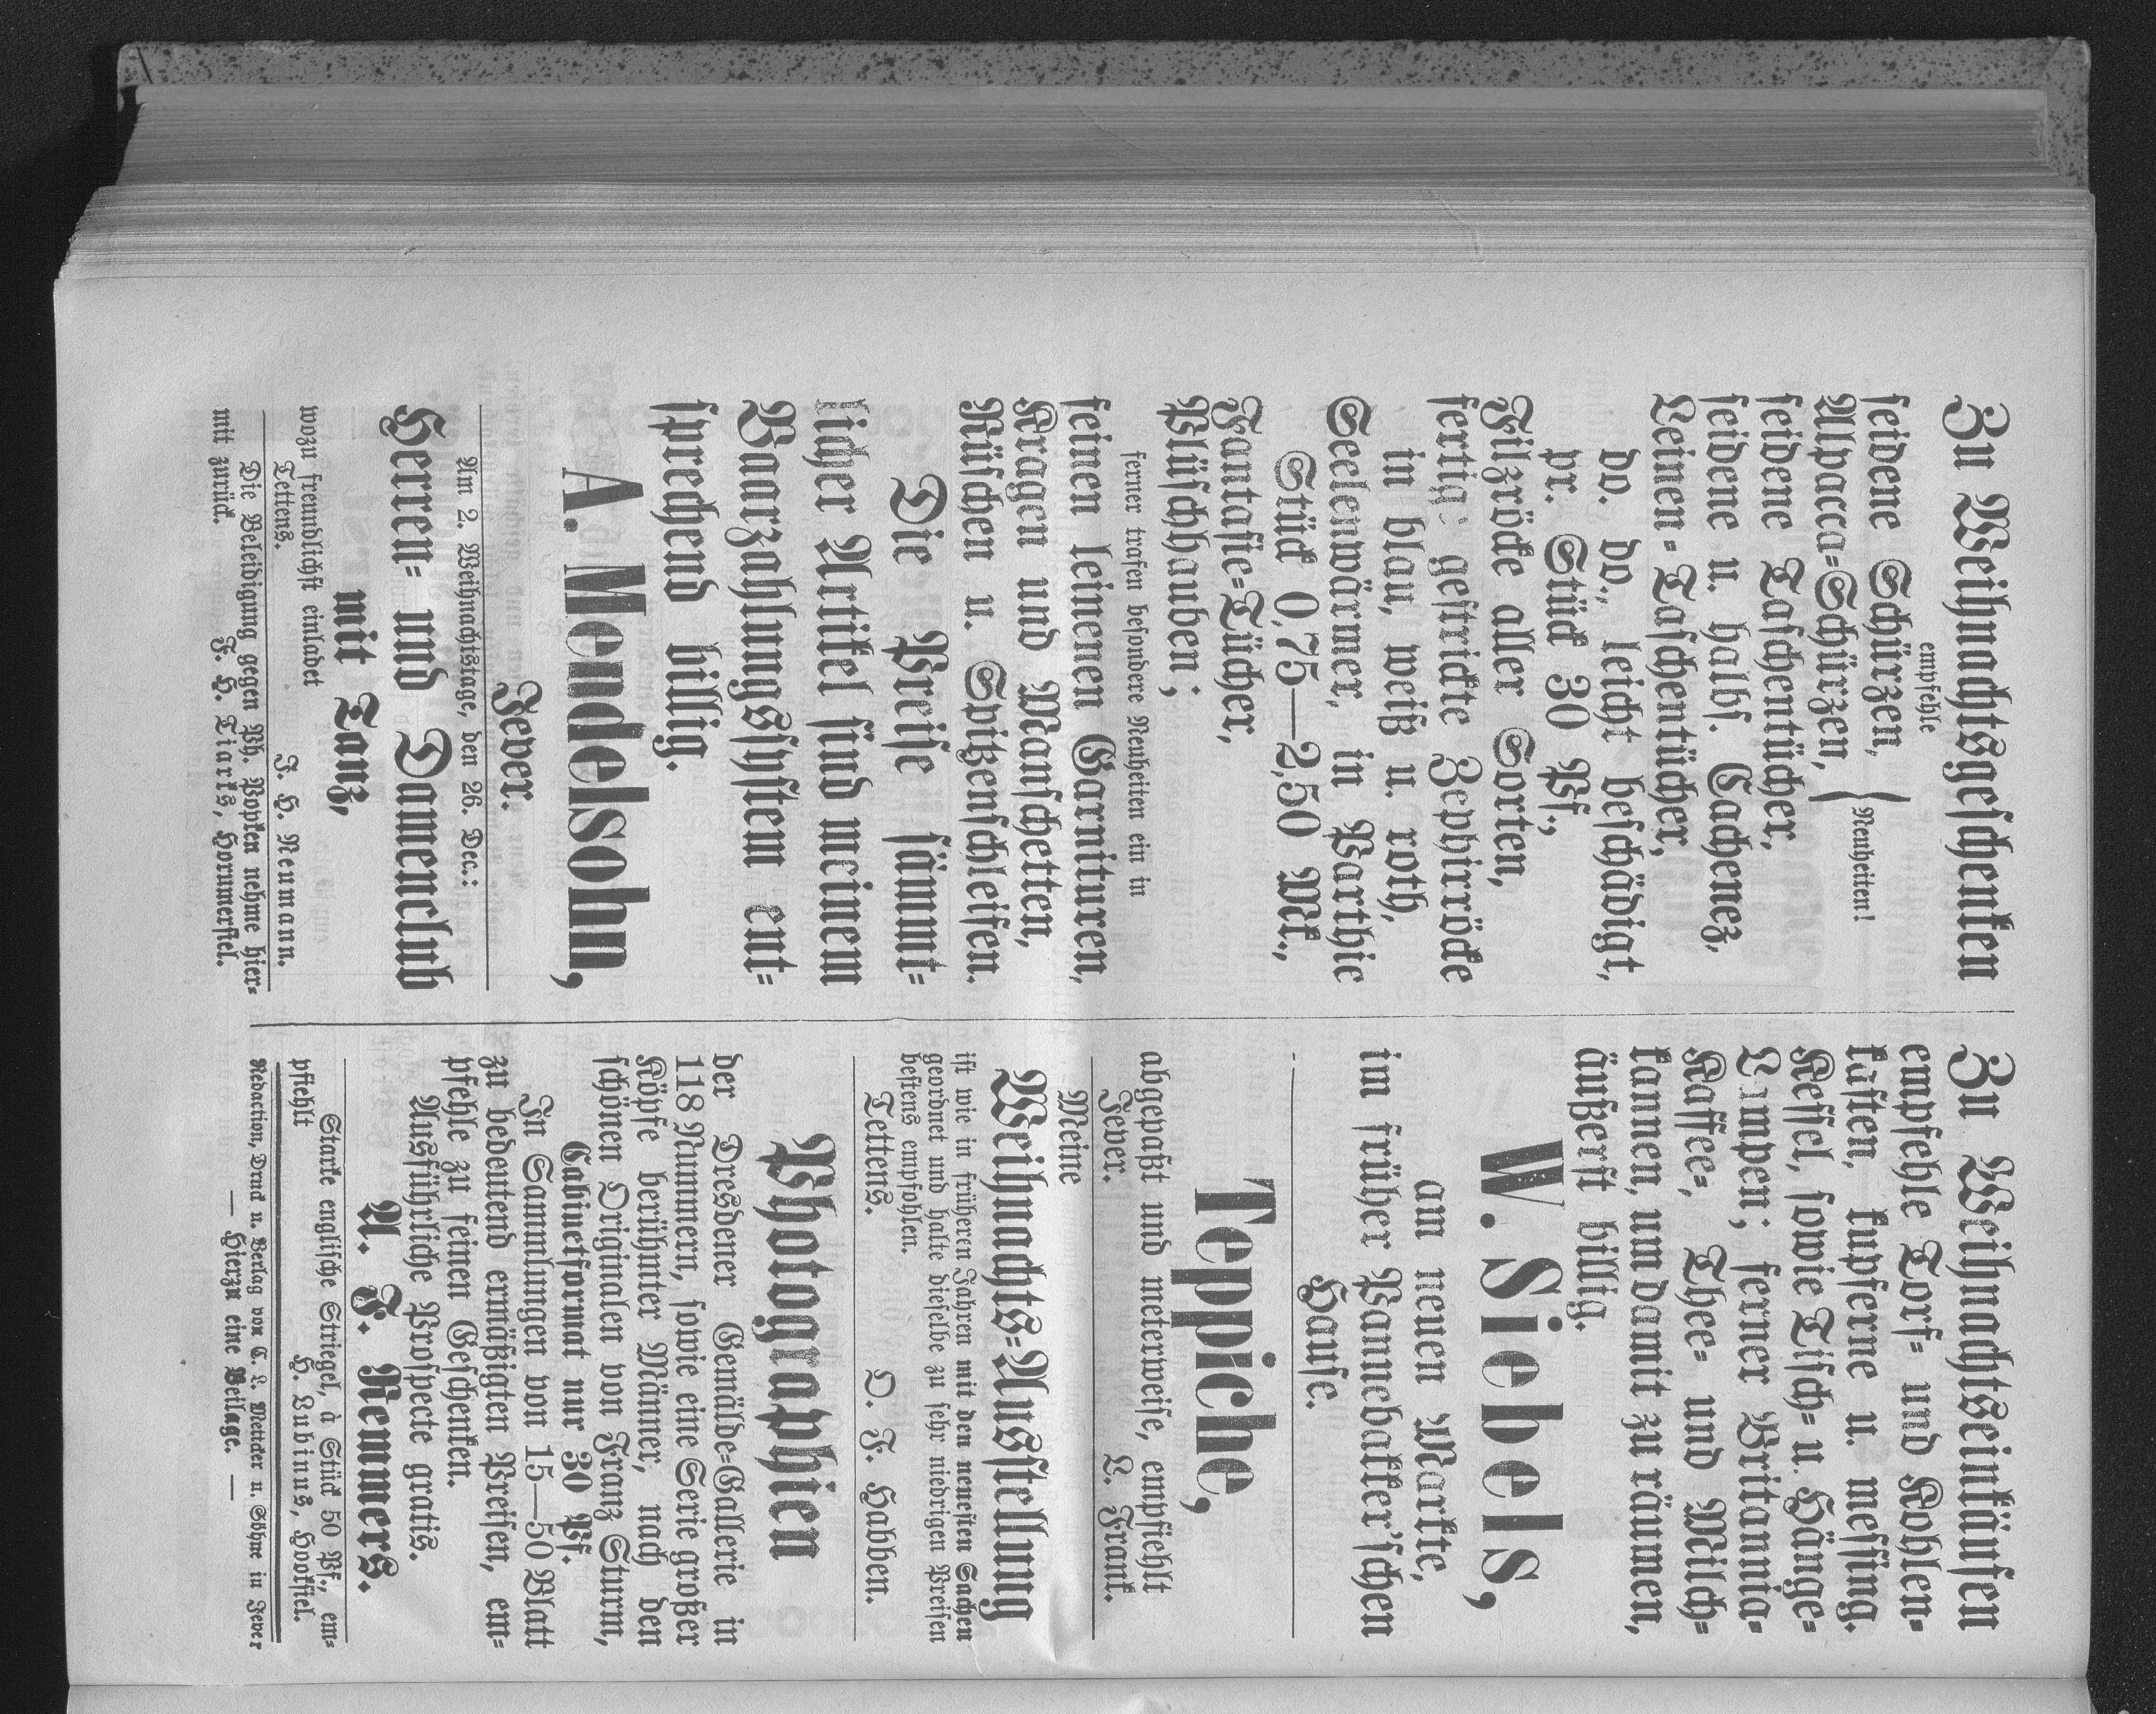 Zu Weihnachtsgeschenken
empfehle
seidene Schürzen,
Alpacca-Schürzen, } Neuheiten!
seidene Taschentücher,
seidene u. halbs. Cachenez,
Leinen-Taschentücher,
do. do., leicht beschädigt,
pr. Stück 30 Pf.,
Filzröcke aller Sorten,
fertig gestrickte Zephirröcke
in blau, weiß u. roth,
Seelenwärmer, in Parthie
Stück 0,75—2,50 Mk.,
Fantasie-Tücher,
Plüschhauben;
ferner trafen besondere Neuheiten ein in
feinen leinenen Garnituren,
Kragen und Manschetten,
Rüschen u. Spitzenschleifen.
Die Preise sämmt-
licher Artikel sind meinem
Baarzahlungssystem ent-
sprechend billig.
A. Mendelsohn,
Jever.
Am 2. Weihnachtstage, den 26. Dec.:
Herren- und Damenclub
mit Tanz,
wozu freundlichst einladet
Tettens. J. H. Neumann.
Die Beleidigung gegen Ph. Popken nehme hier-
mit zurück. F. H. Tiarks, Horumersiel.
Zu Weihnachtseinkäufen
empfehle Torf- und Kohlen-
kasten, kupferne u. messing.
Kessel, sowie Tisch- u. Hänge-
Lampen; ferner Britannia-
Kaffee-, Thee- und Milch-
kannen, um damit zu räumen,
äußerst billig.
W. Siebels,
am neuen Markte,
im früher Pannebakker'schen
Hause.
Teppiche,
abgepaßt und meterweise, empfiehlt
Jever. L. Frank.
Meine
Weihnachts-Ausstellung
ist wie in früheren Jahren mit den neuesten Sachen
geordnet und halte dieselbe zu sehr niedrigen Preisen
bestens empfohlen.
Tettens. O. F. Habben.
Photographien
der Dresdener Gemälde-Gallerie in
118 Nummern, sowie eine Serie großer
Köpfe berühmter Männer, nach den
schönen Originalen von Franz Sturm,
Cabinetformat nur 30 Pf.
In Sammlungen von 15—50 Blatt
zu bedeutend ermäßigten Preisen, em-
pfehle zu feinen Geschenken.
Ausführliche Prospecte gratis.
A. F. Remmers.
Starke englische Striegel, à Stück 50 Pf., em-
pfiehlt H. Lubinus, Hooksiel.
Redaction, Druck u. Verlag von C. L. Mettcker u. Söhne in Jever
— Hierzu eine Beilage. —